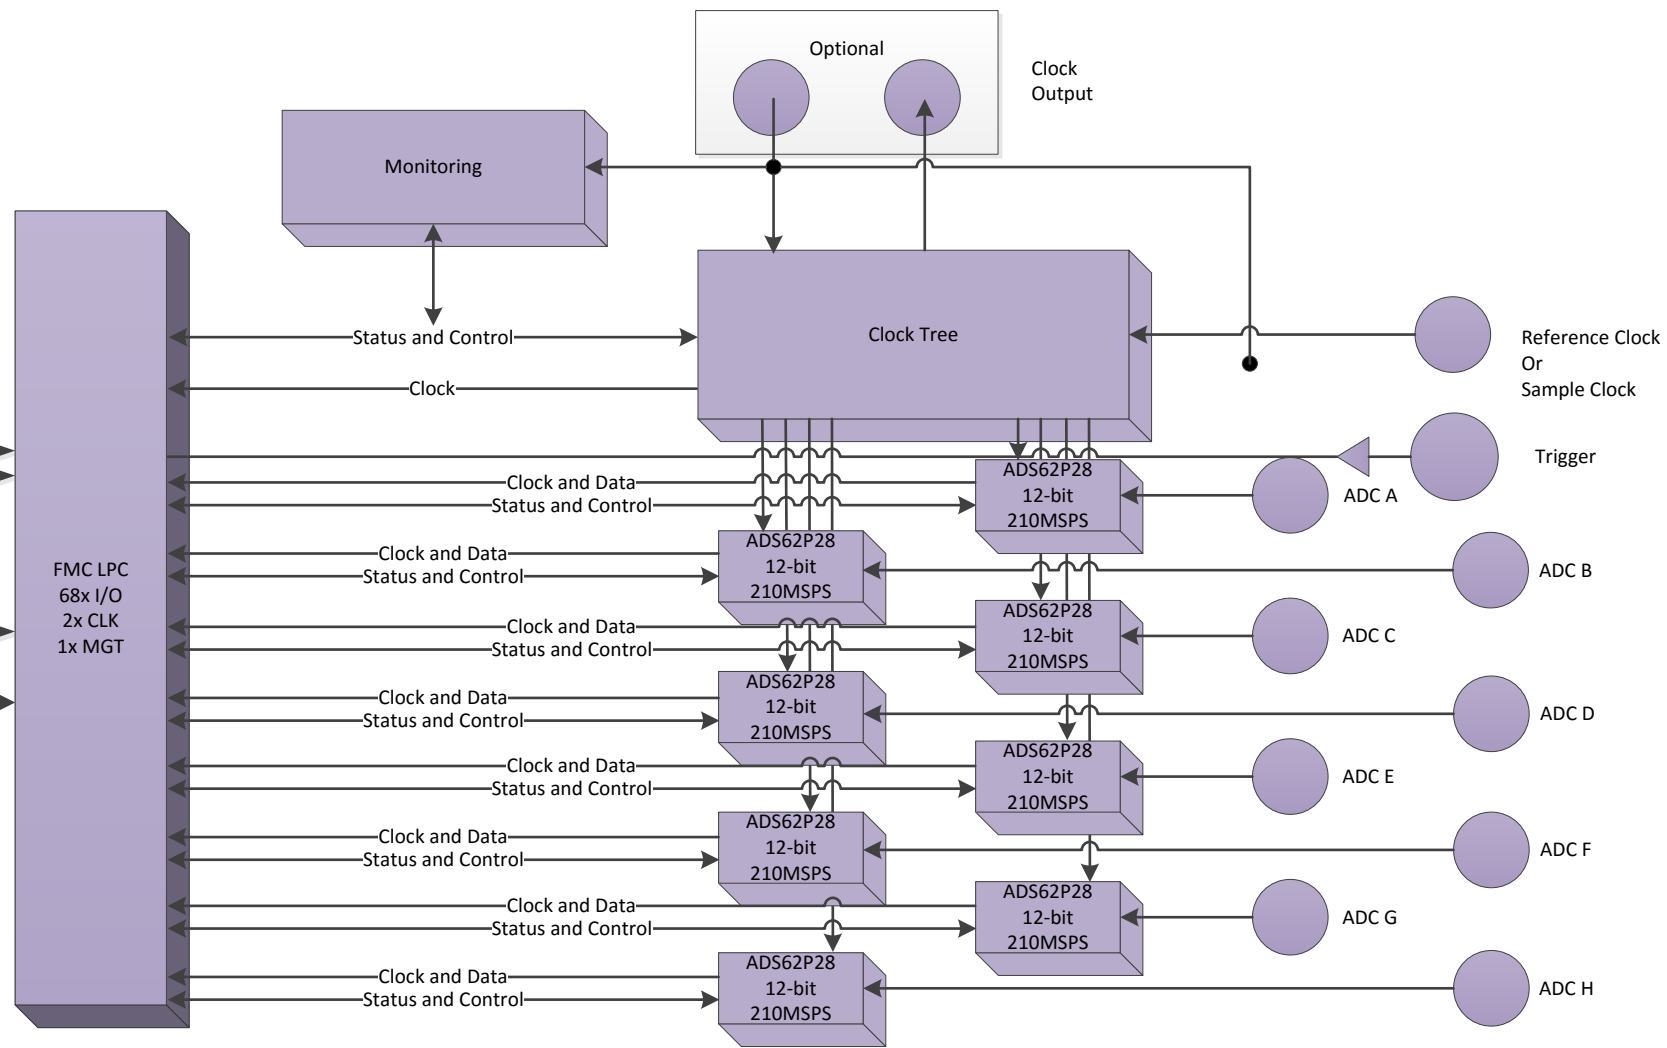 Optional
Clock
Output
Monitoring
Status and Control
Clock Tree
Reference Clock
Or
Sample Clock
Clock
Trigger
ADS62P28
12-bit
210MSPS
ADC A
Clock and Data
Status and Control
ADS62P28
12-bit
210MSPS
ADC B
Clock and Data
Status and Control
FMC LPC
68x I/O
2x CLK
1x MGT
ADS62P28
12-bit
210MSPS
ADC C
Clock and Data
Status and Control
ADS62P28
12-bit
210MSPS
ADC D
Clock and Data
Status and Control
ADS62P28
12-bit
210MSPS
ADC E
Clock and Data
Status and Control
ADS62P28
12-bit
210MSPS
ADC F
Clock and Data
Status and Control
ADS62P28
12-bit
210MSPS
ADC G
Clock and Data
Status and Control
ADS62P28
12-bit
210MSPS
ADC H
Clock and Data
Status and Control